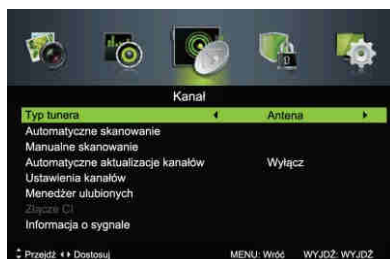 Kanał
Typ tunera Antena
Automatyczne skanowanie
Manualne skanowanie
Automatyczne aktualizacje kanałów Wyłącz
Ustawienia kanałów
Menedżer ulubionych
Złącze CI
Informacja o sygnale
Przejdź Dostosuj MENU: Wróć WYJDŹ: WYJDŹ